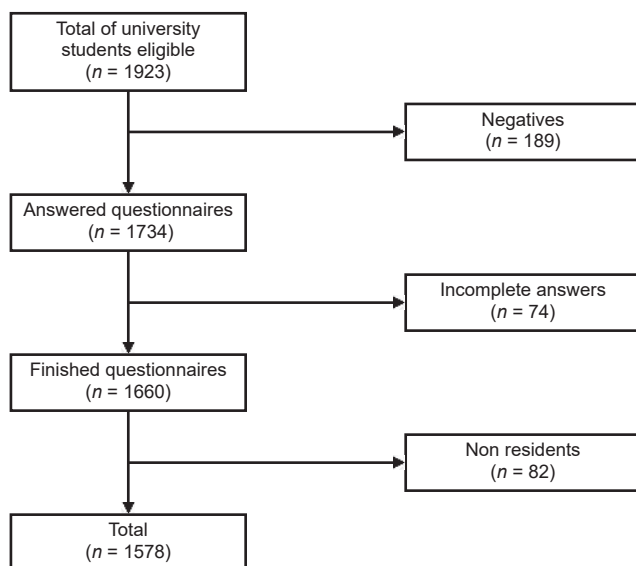 Total of university
students eligible
(n = 1923)
Negatives
(n = 189)
Answered questionnaires
(n = 1734)
Incomplete answers
(n = 74)
Finished questionnaires
(n = 1660)
Non residents
(n = 82)
Total
(n = 1578)